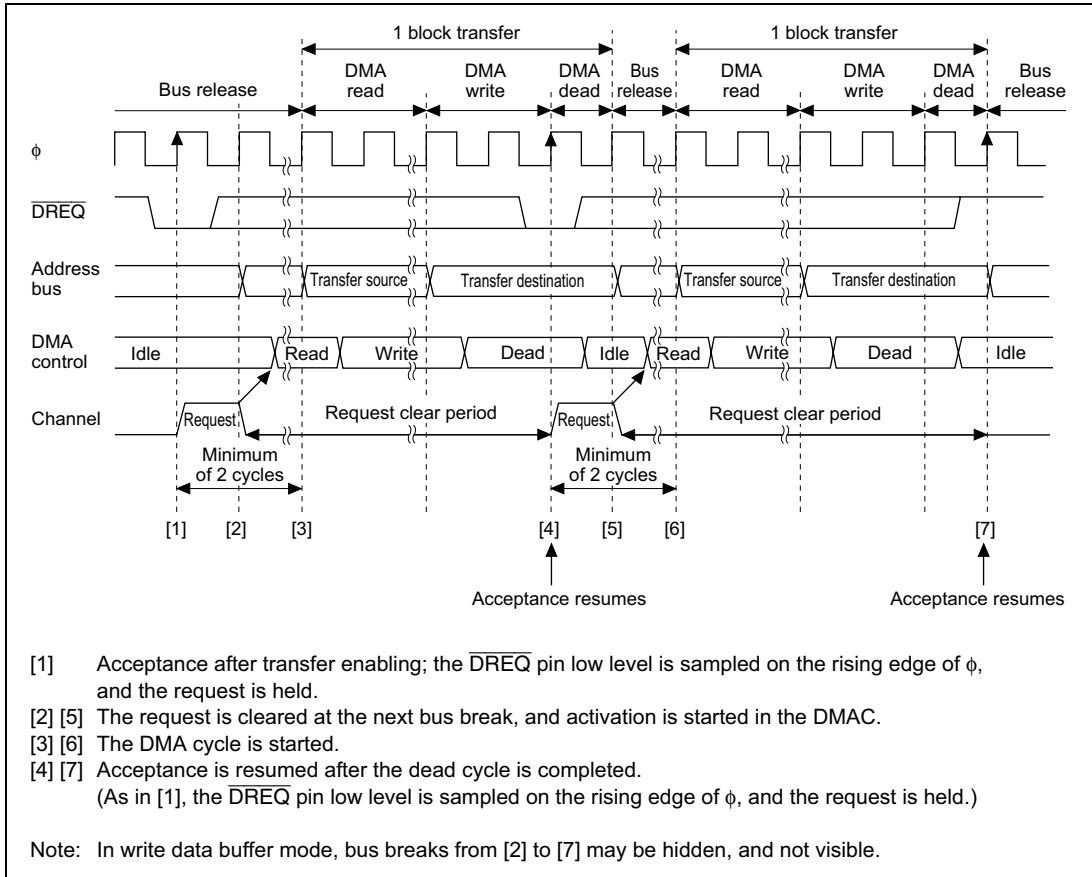 1 block transfer 1 block transfer
Bus release DMA read DMA write DMA dead Bus release DMA read DMA write DMA dead Bus release
φ
DREQ
Address bus Transfer source Transfer destination Transfer source Transfer destination
DMA control Idle Read Write Dead Idle Read Write Dead Idle
Channel Request Request clear period Request Request clear period
Minimum of 2 cycles Minimum of 2 cycles
[1] [2] [3] [4] [5] [6] [7]
Acceptance resumes Acceptance resumes
[1] Acceptance after transfer enabling; the DREQ pin low level is sampled on the rising edge of φ,
and the request is held.
[2] [5] The request is cleared at the next bus break, and activation is started in the DMAC.
[3] [6] The DMA cycle is started.
[4] [7] Acceptance is resumed after the dead cycle is completed.
(As in [1], the DREQ pin low level is sampled on the rising edge of φ, and the request is held.)
Note: In write data buffer mode, bus breaks from [2] to [7] may be hidden, and not visible.